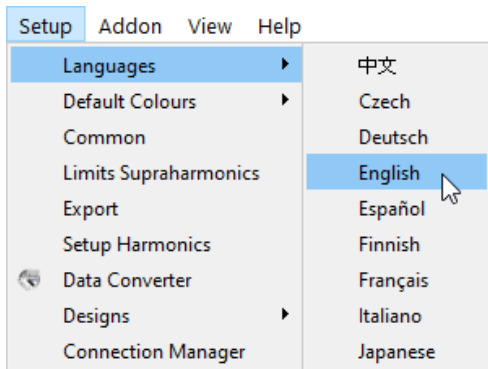 Setup Addon View Help
Languages
Default Colours
Common
Limits Supraharmonics
Export
Setup Harmonics
Data Converter
Designs
Connection Manager
中文
Czech
Deutsch
English
Español
Finnish
Français
Italiano
Japanese